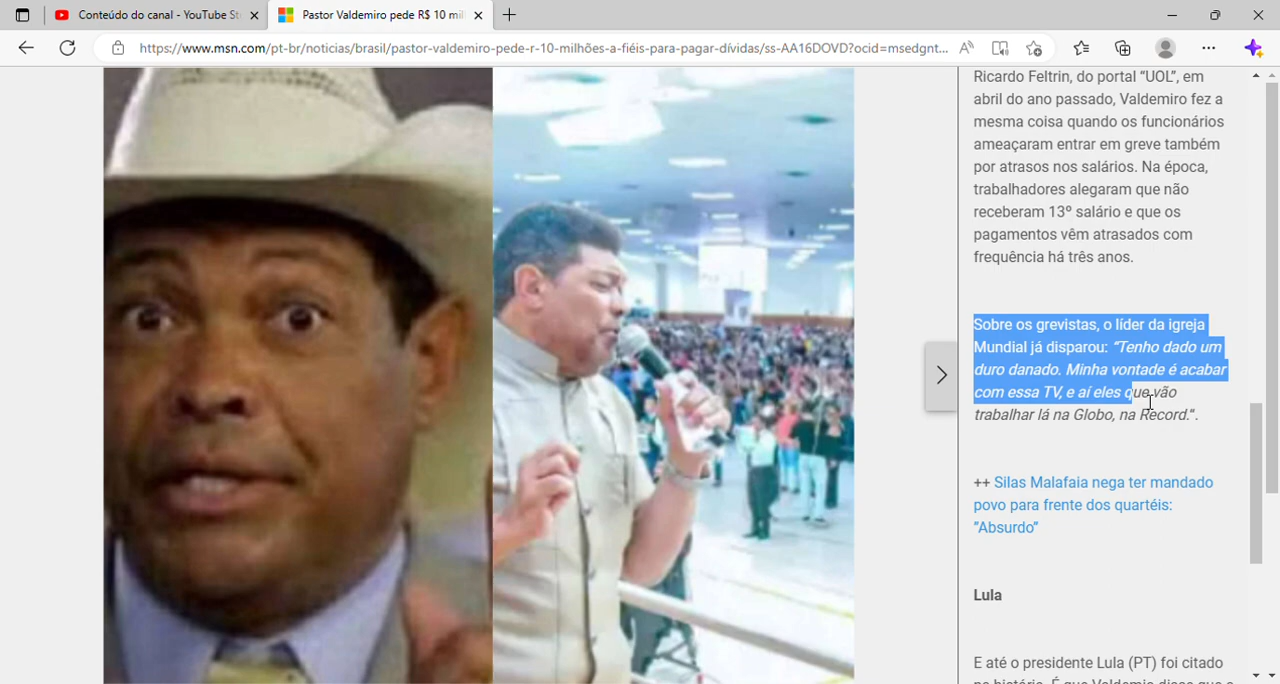 Conteúdo do canal - YouTube St
Pastor Valdemiro pede R$ 10 mil
https://www.msn.com/pt-br/noticias/brasil/pastor-valdemiro-pede-r-10-milhões-a-fiéis-para-pagar-dívidas/ss-AA16DOVD?ocid=msedgnt...
Ricardo Feltrin, do portal “UOL”, em
abril do ano passado, Valdemiro fez a
mesma coisa quando os funcionários
ameaçaram entrar em greve também
por atrasos nos salários. Na época,
trabalhadores alegaram que não
receberam 13º salário e que os
pagamentos vêm atrasados com
frequência há três anos.
Sobre os grevistas, o líder da igreja
Mundial já disparou: “Tenho dado um
duro danado. Minha vontade é acabar
com essa TV, e aí eles que vão
trabalhar lá na Globo, na Record.“.
++ Silas Malafaia nega ter mandado
povo para frente dos quartéis:
”Absurdo”
Lula
E até o presidente Lula (PT) foi citado